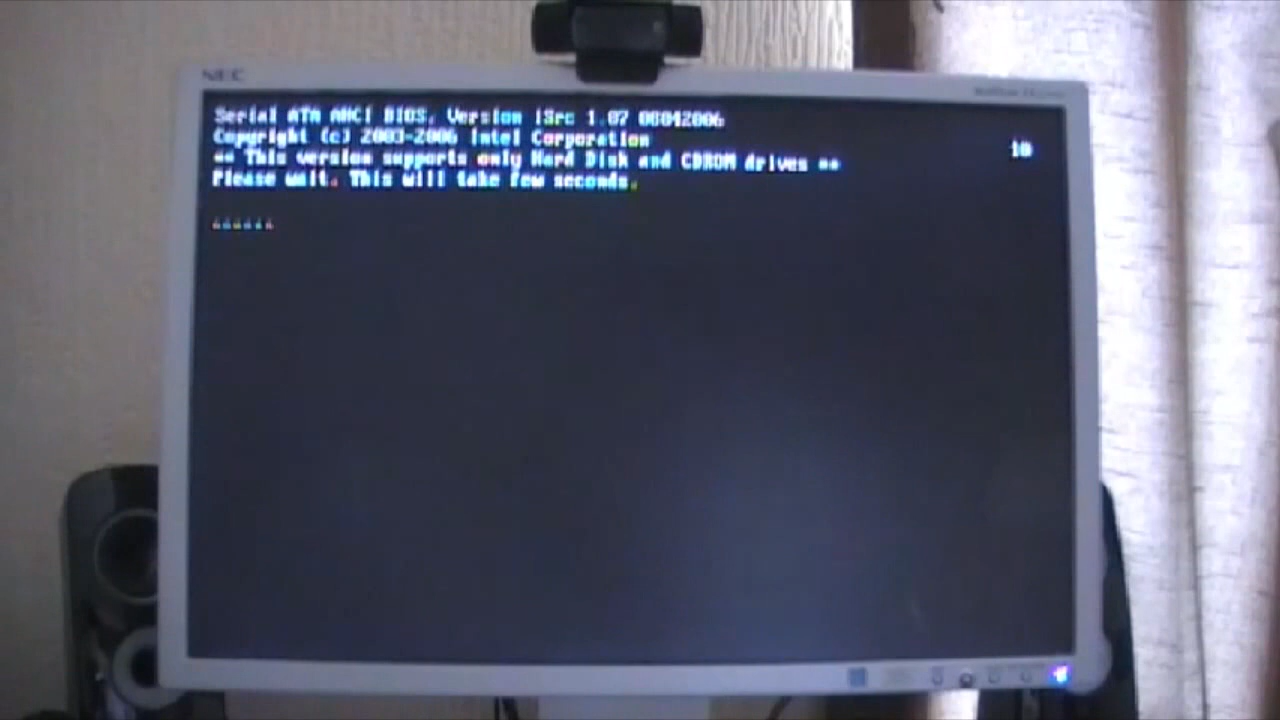 NEC
Serial ATA AHCI BIOS, Version iSrc 1.07 08042006
Copyright (c) 2003-2006 Intel Corporation
** This version supports only Hard Disk and CDROM drives **
Please wait. This will take few seconds.
10